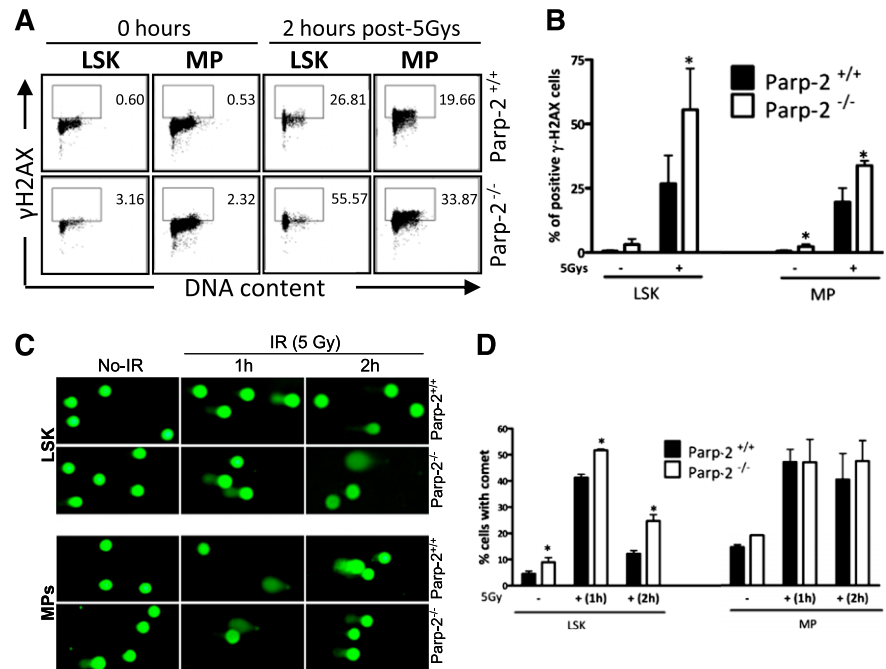 A
0 hours
2 hours post-5Gys
LSK
MP
LSK
MP
0.60
0.53
26.81
19.66
Parp-2 +/+
3.16
2.32
55.57
33.87
Parp-2 -/-
γH2AX
DNA content
B
% of positive γ-H2AX cells
75
50
25
0
Parp-2 +/+
Parp-2 -/-
*
*
*
5Gys
-
+
-
+
LSK
MP
C
IR (5 Gy)
No-IR
1h
2h
LSK
Parp-2+/+
Parp-2-/-
MPs
Parp-2+/+
Parp-2-/-
D
% cells with comet
60
50
40
30
20
10
0
Parp-2 +/+
Parp-2 -/-
*
*
*
5Gy
-
+ (1h)
+ (2h)
-
+ (1h)
+ (2h)
LSK
MP